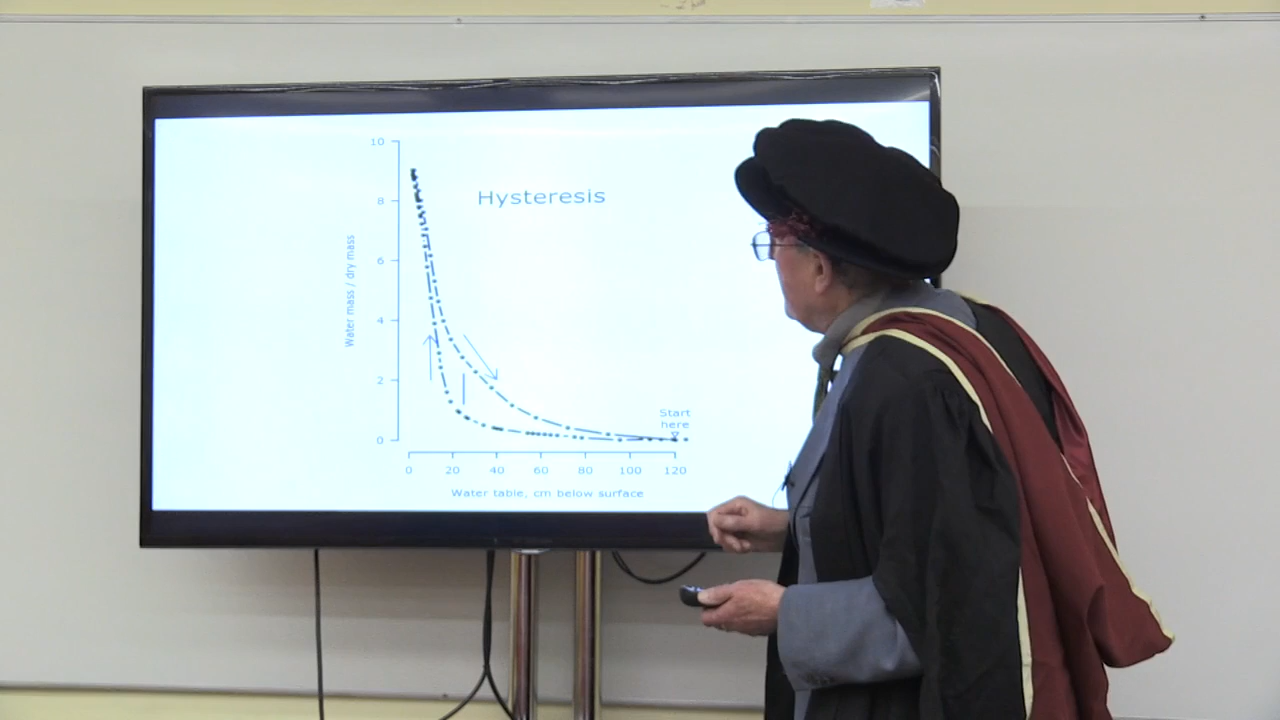 Hysteresis
10
8
6
4
2
0
Water mass / dry mass
Start
here
0 20 40 60 80 100 120
Water table, cm below surface